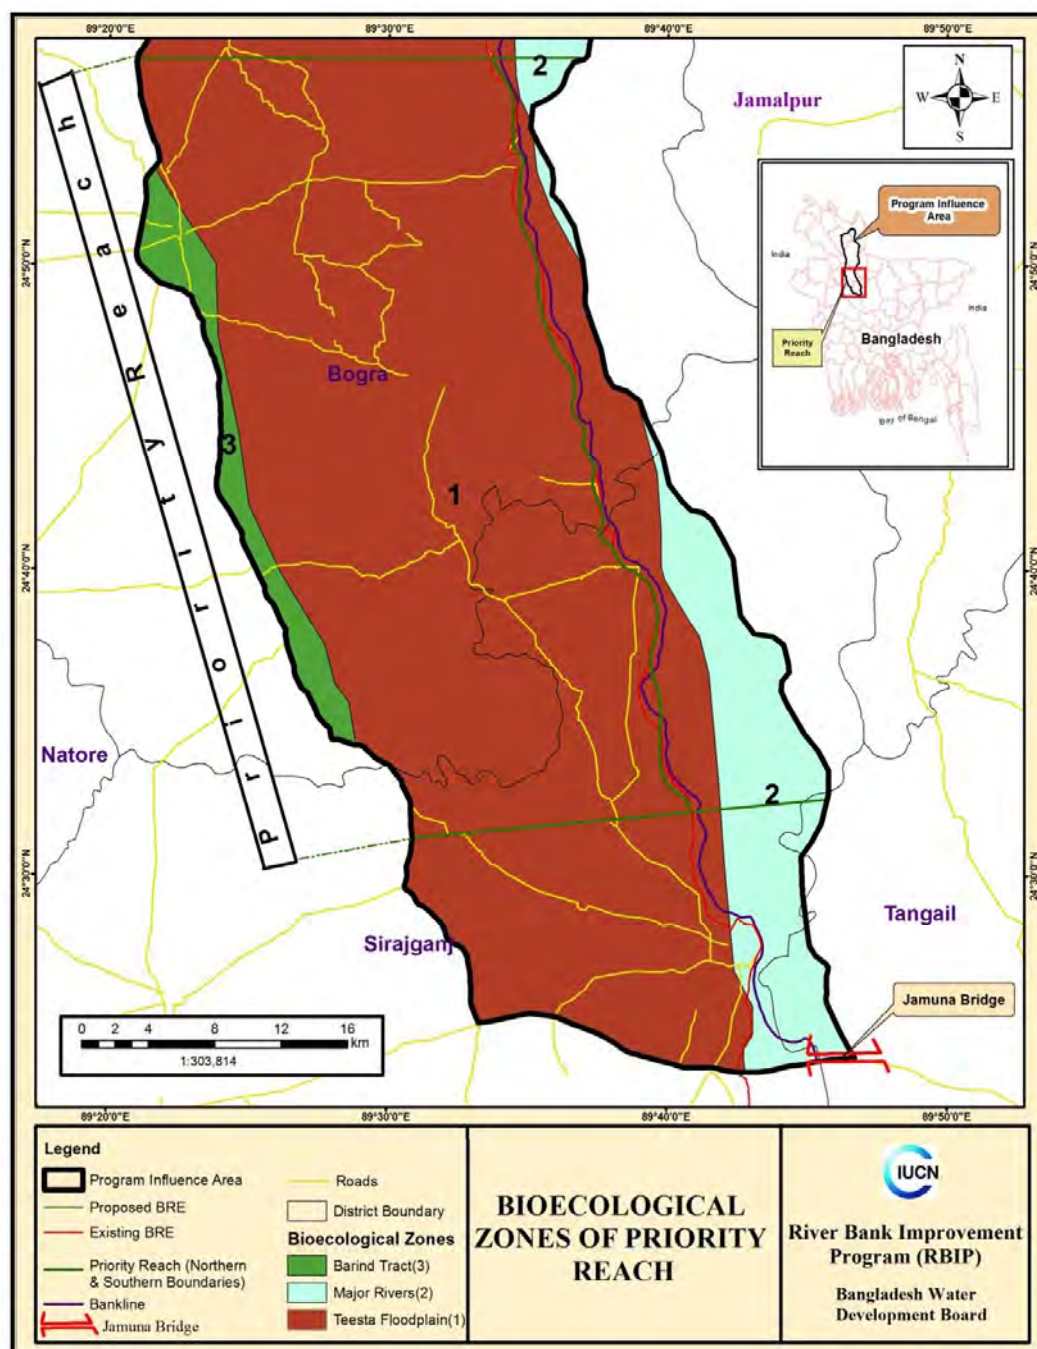 89°20'0"E 89°30'0"E 89°40'0"E 89°50'0"E
2
Jamalpur
N
W E
S
Program Influence
Area
India
India
Priority
Reach
Bangladesh
Bay of Bengal
24°50'0"N 24°50'0"N
Priority Reach
Bogra
3
1
24°40'0"N 24°40'0"N
Natore
2
24°30'0"N 24°30'0"N
Tangail
Sirajganj
Jamuna Bridge
0 2 4 8 12 16
km
1:303,814
89°20'0"E 89°30'0"E 89°40'0"E 89°50'0"E
Legend
Program Influence Area
Proposed BRE
Existing BRE
Priority Reach (Northern
& Southern Boundaries)
Bankline
Jamuna Bridge
Roads
District Boundary
Bioecological Zones
Barind Tract(3)
Major Rivers(2)
Teesta Floodplain(1)
BIOECOLOGICAL
ZONES OF PRIORITY
REACH
IUCN
River Bank Improvement
Program (RBIP)
Bangladesh Water
Development Board